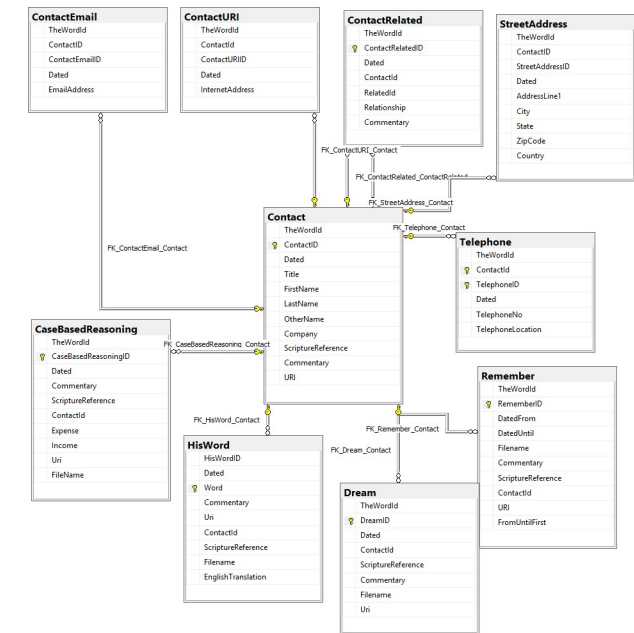 ContactEmail
TheWordId
ContactID
ContactEmailID
Dated
EmailAddress
ContactURI
TheWordId
ContactId
ContactURIID
Dated
InternetAddress
ContactRelated
TheWordId
ContactRelatedID
Dated
ContactId
RelatedId
Relationship
Commentary
StreetAddress
TheWordId
ContactID
StreetAddressID
Dated
AddressLine1
City
State
ZipCode
Country
FK_ContactURI_Contact
FK_ContactRelated_ContactRelated
FK_StreetAddress_Contact
FK_Telephone_Contact
FK_ContactEmail_Contact
Contact
TheWordId
ContactID
Dated
Title
FirstName
LastName
OtherName
Company
ScriptureReference
Commentary
URI
Telephone
TheWordId
ContactId
TelephoneID
Dated
TelephoneNo
TelephoneLocation
CaseBasedReasoning
TheWordId
CaseBasedReasoningID
Dated
Commentary
ScriptureReference
ContactId
Expense
Income
Uri
FileName
FK_CaseBasedReasoning_Contact
FK_HisWord_Contact
FK_Remember_Contact
FK_Dream_Contact
HisWord
HisWordID
Dated
Word
Commentary
Uri
ContactId
ScriptureReference
Filename
EnglishTranslation
Dream
TheWordId
DreamID
Dated
ContactId
ScriptureReference
Commentary
Filename
Uri
Remember
TheWordId
RememberID
DatedFrom
DatedUntil
Filename
Commentary
ScriptureReference
ContactId
URI
FromUntilFirst